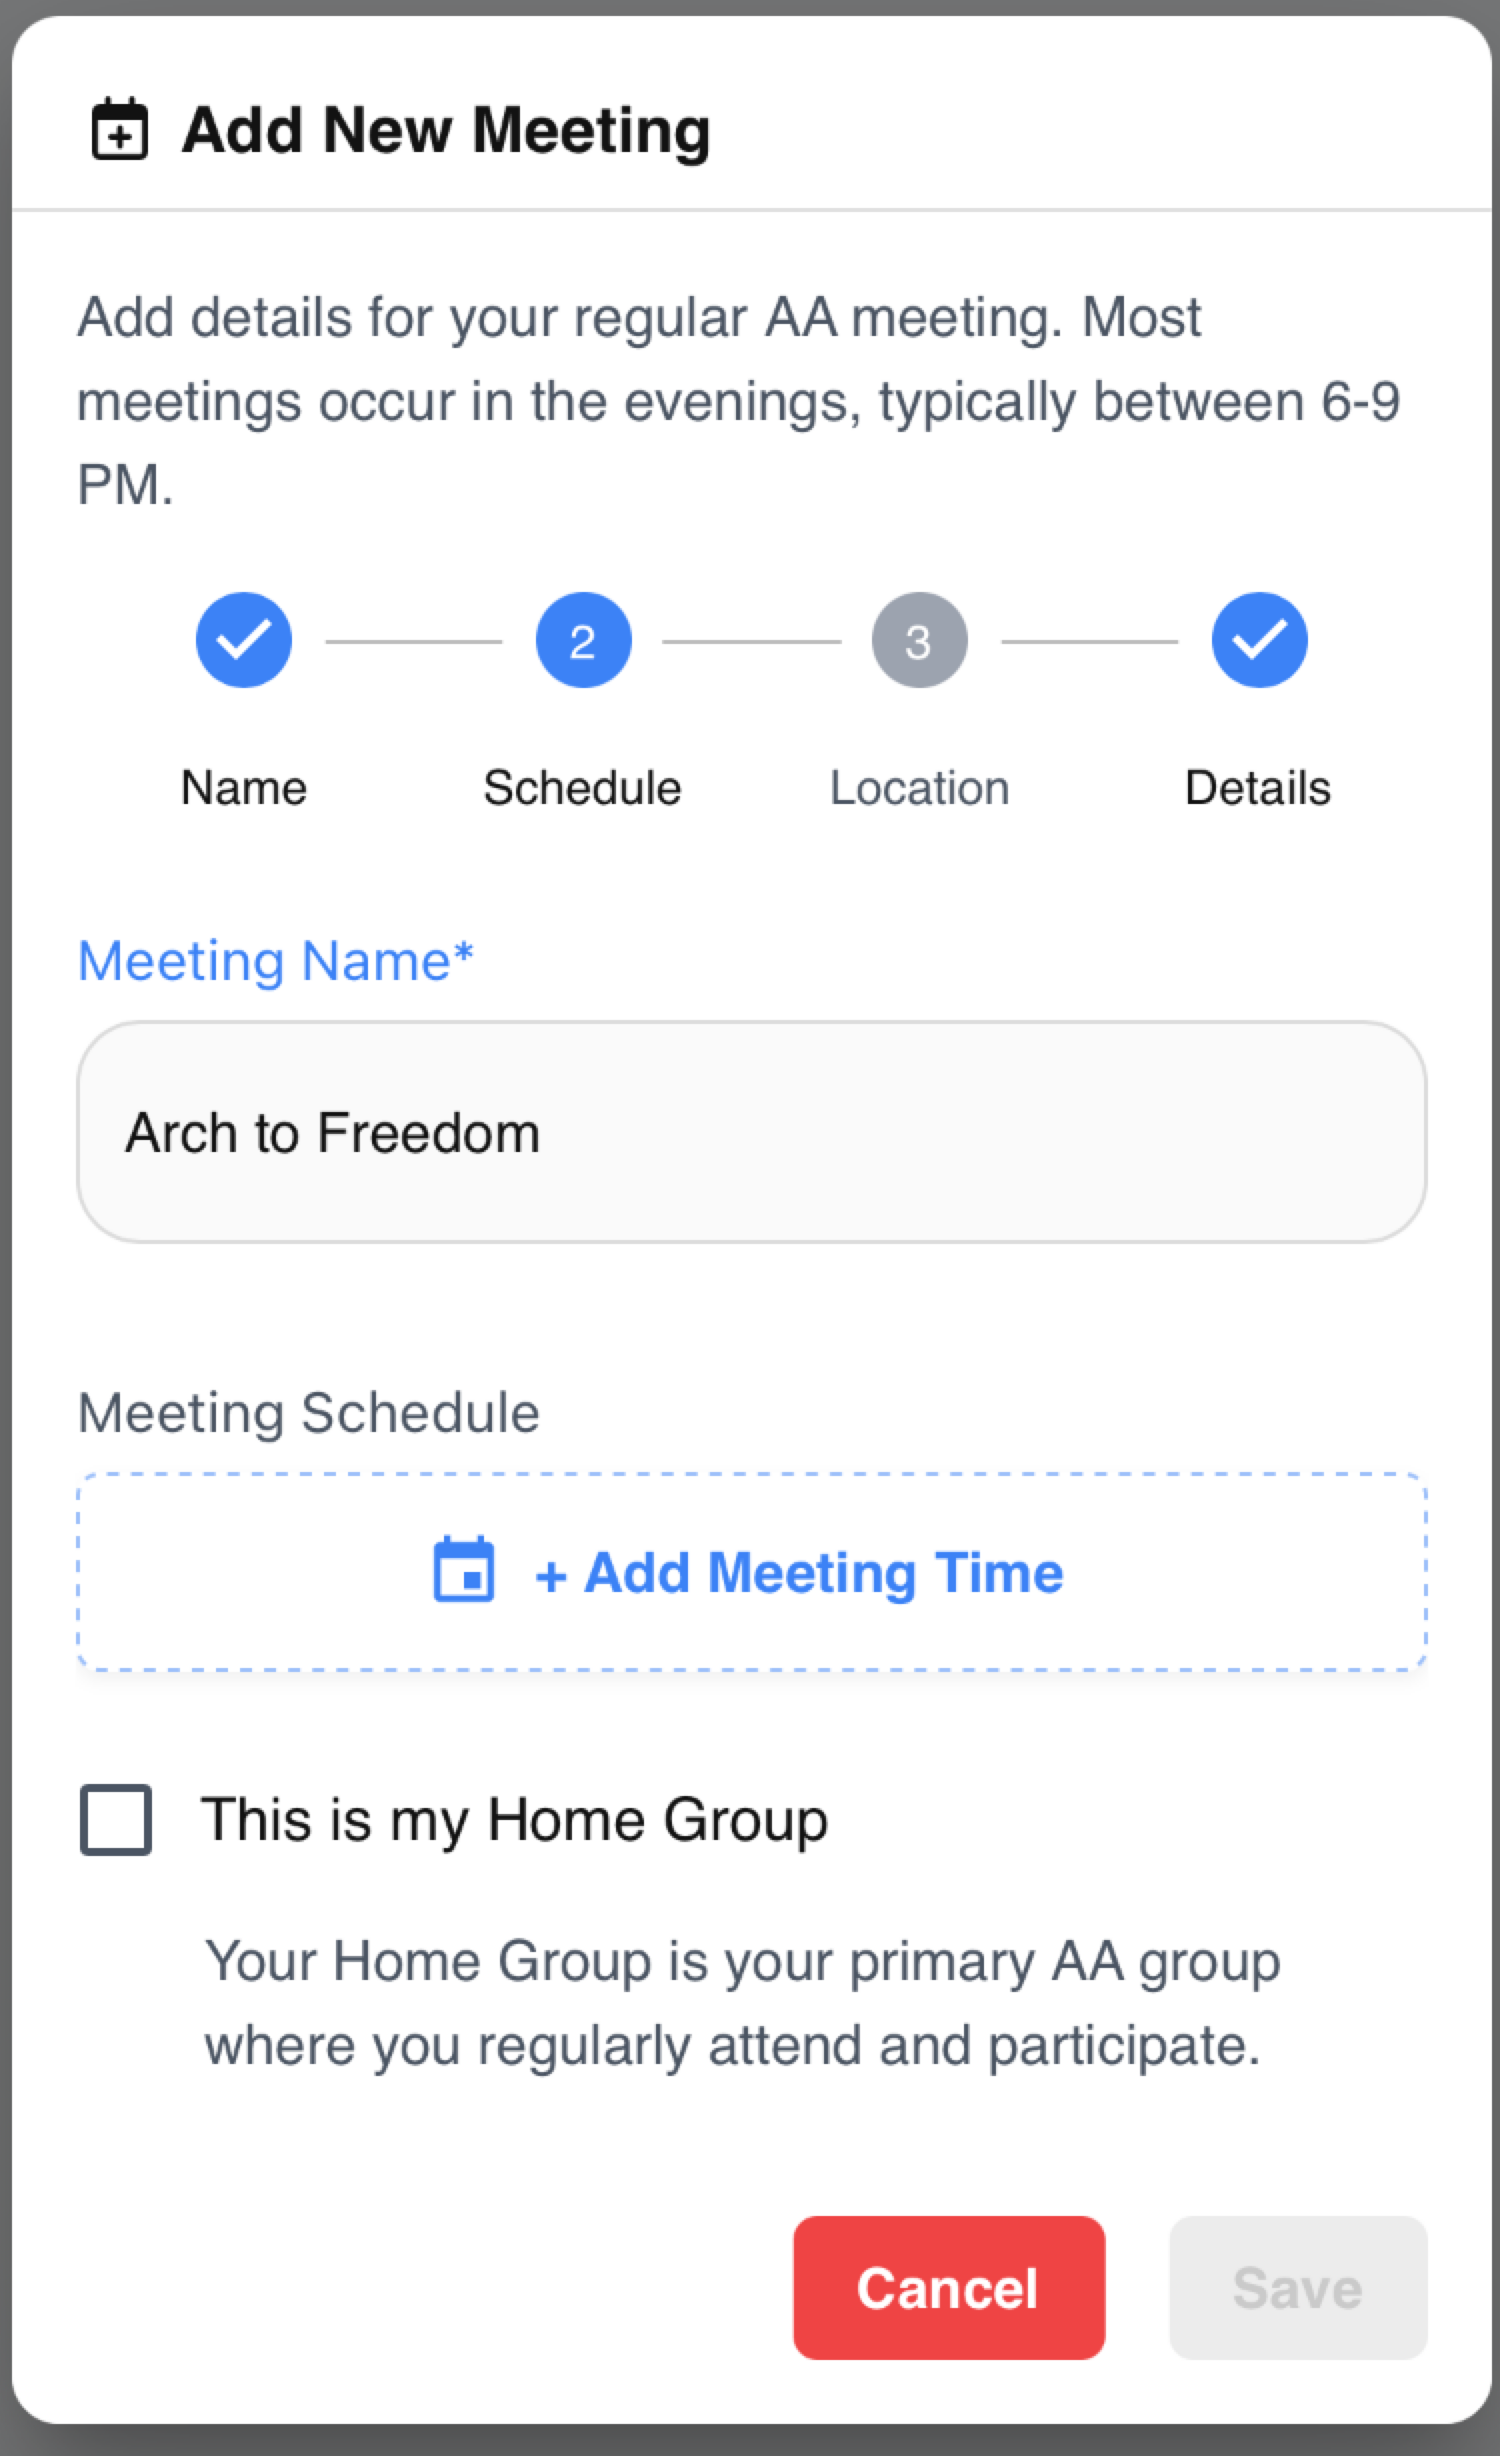 Add New Meeting
Add details for your regular AA meeting. Most
meetings occur in the evenings, typically between 6-9
PM.
2
3
Name
Schedule
Location
Details
Meeting Name*
Arch to Freedom
Meeting Schedule
+ Add Meeting Time
This is my Home Group
Your Home Group is your primary AA group
where you regularly attend and participate.
Cancel
Save